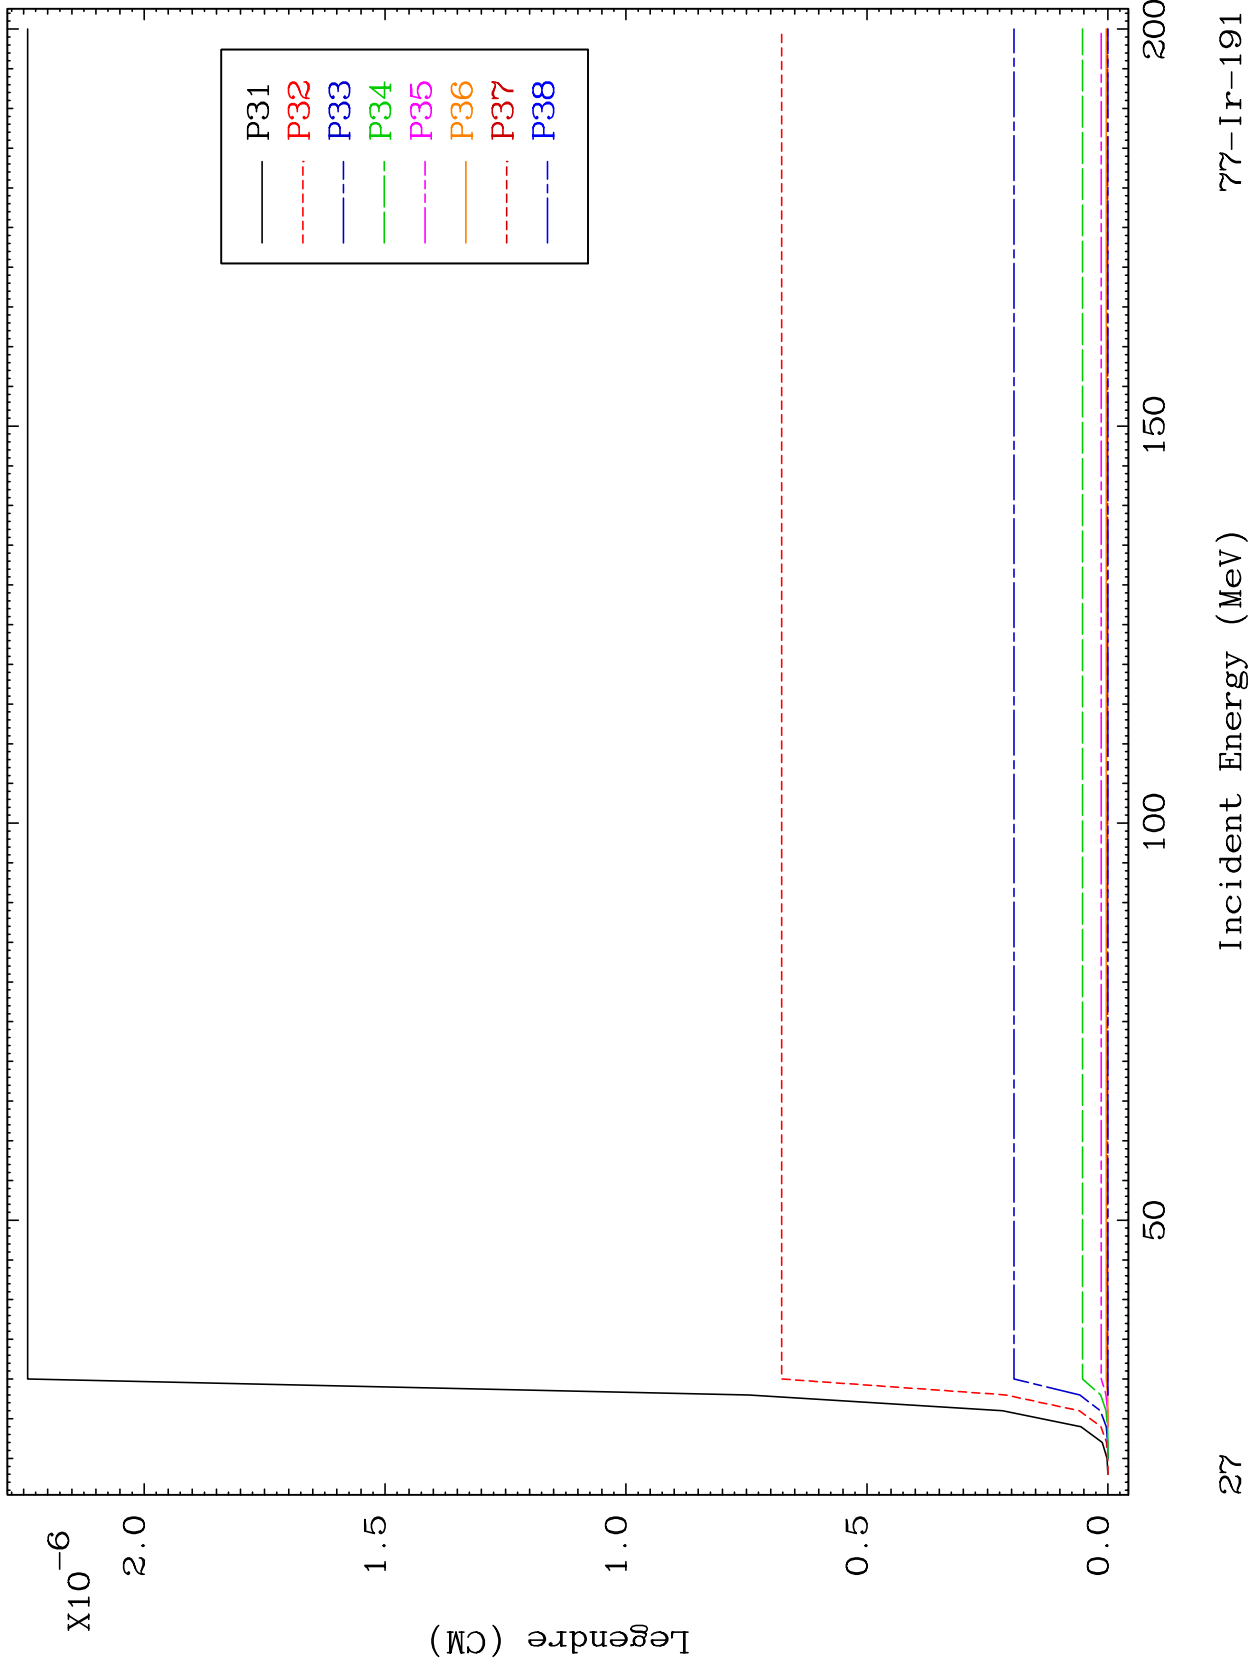 X10-6
2.0
1.5
1.0
0.5
0.0
Legendre (CM)
P31
P32
P33
P34
P35
P36
P37
P38
50
100
150
200
27
Incident Energy (MeV)
77-Ir-191